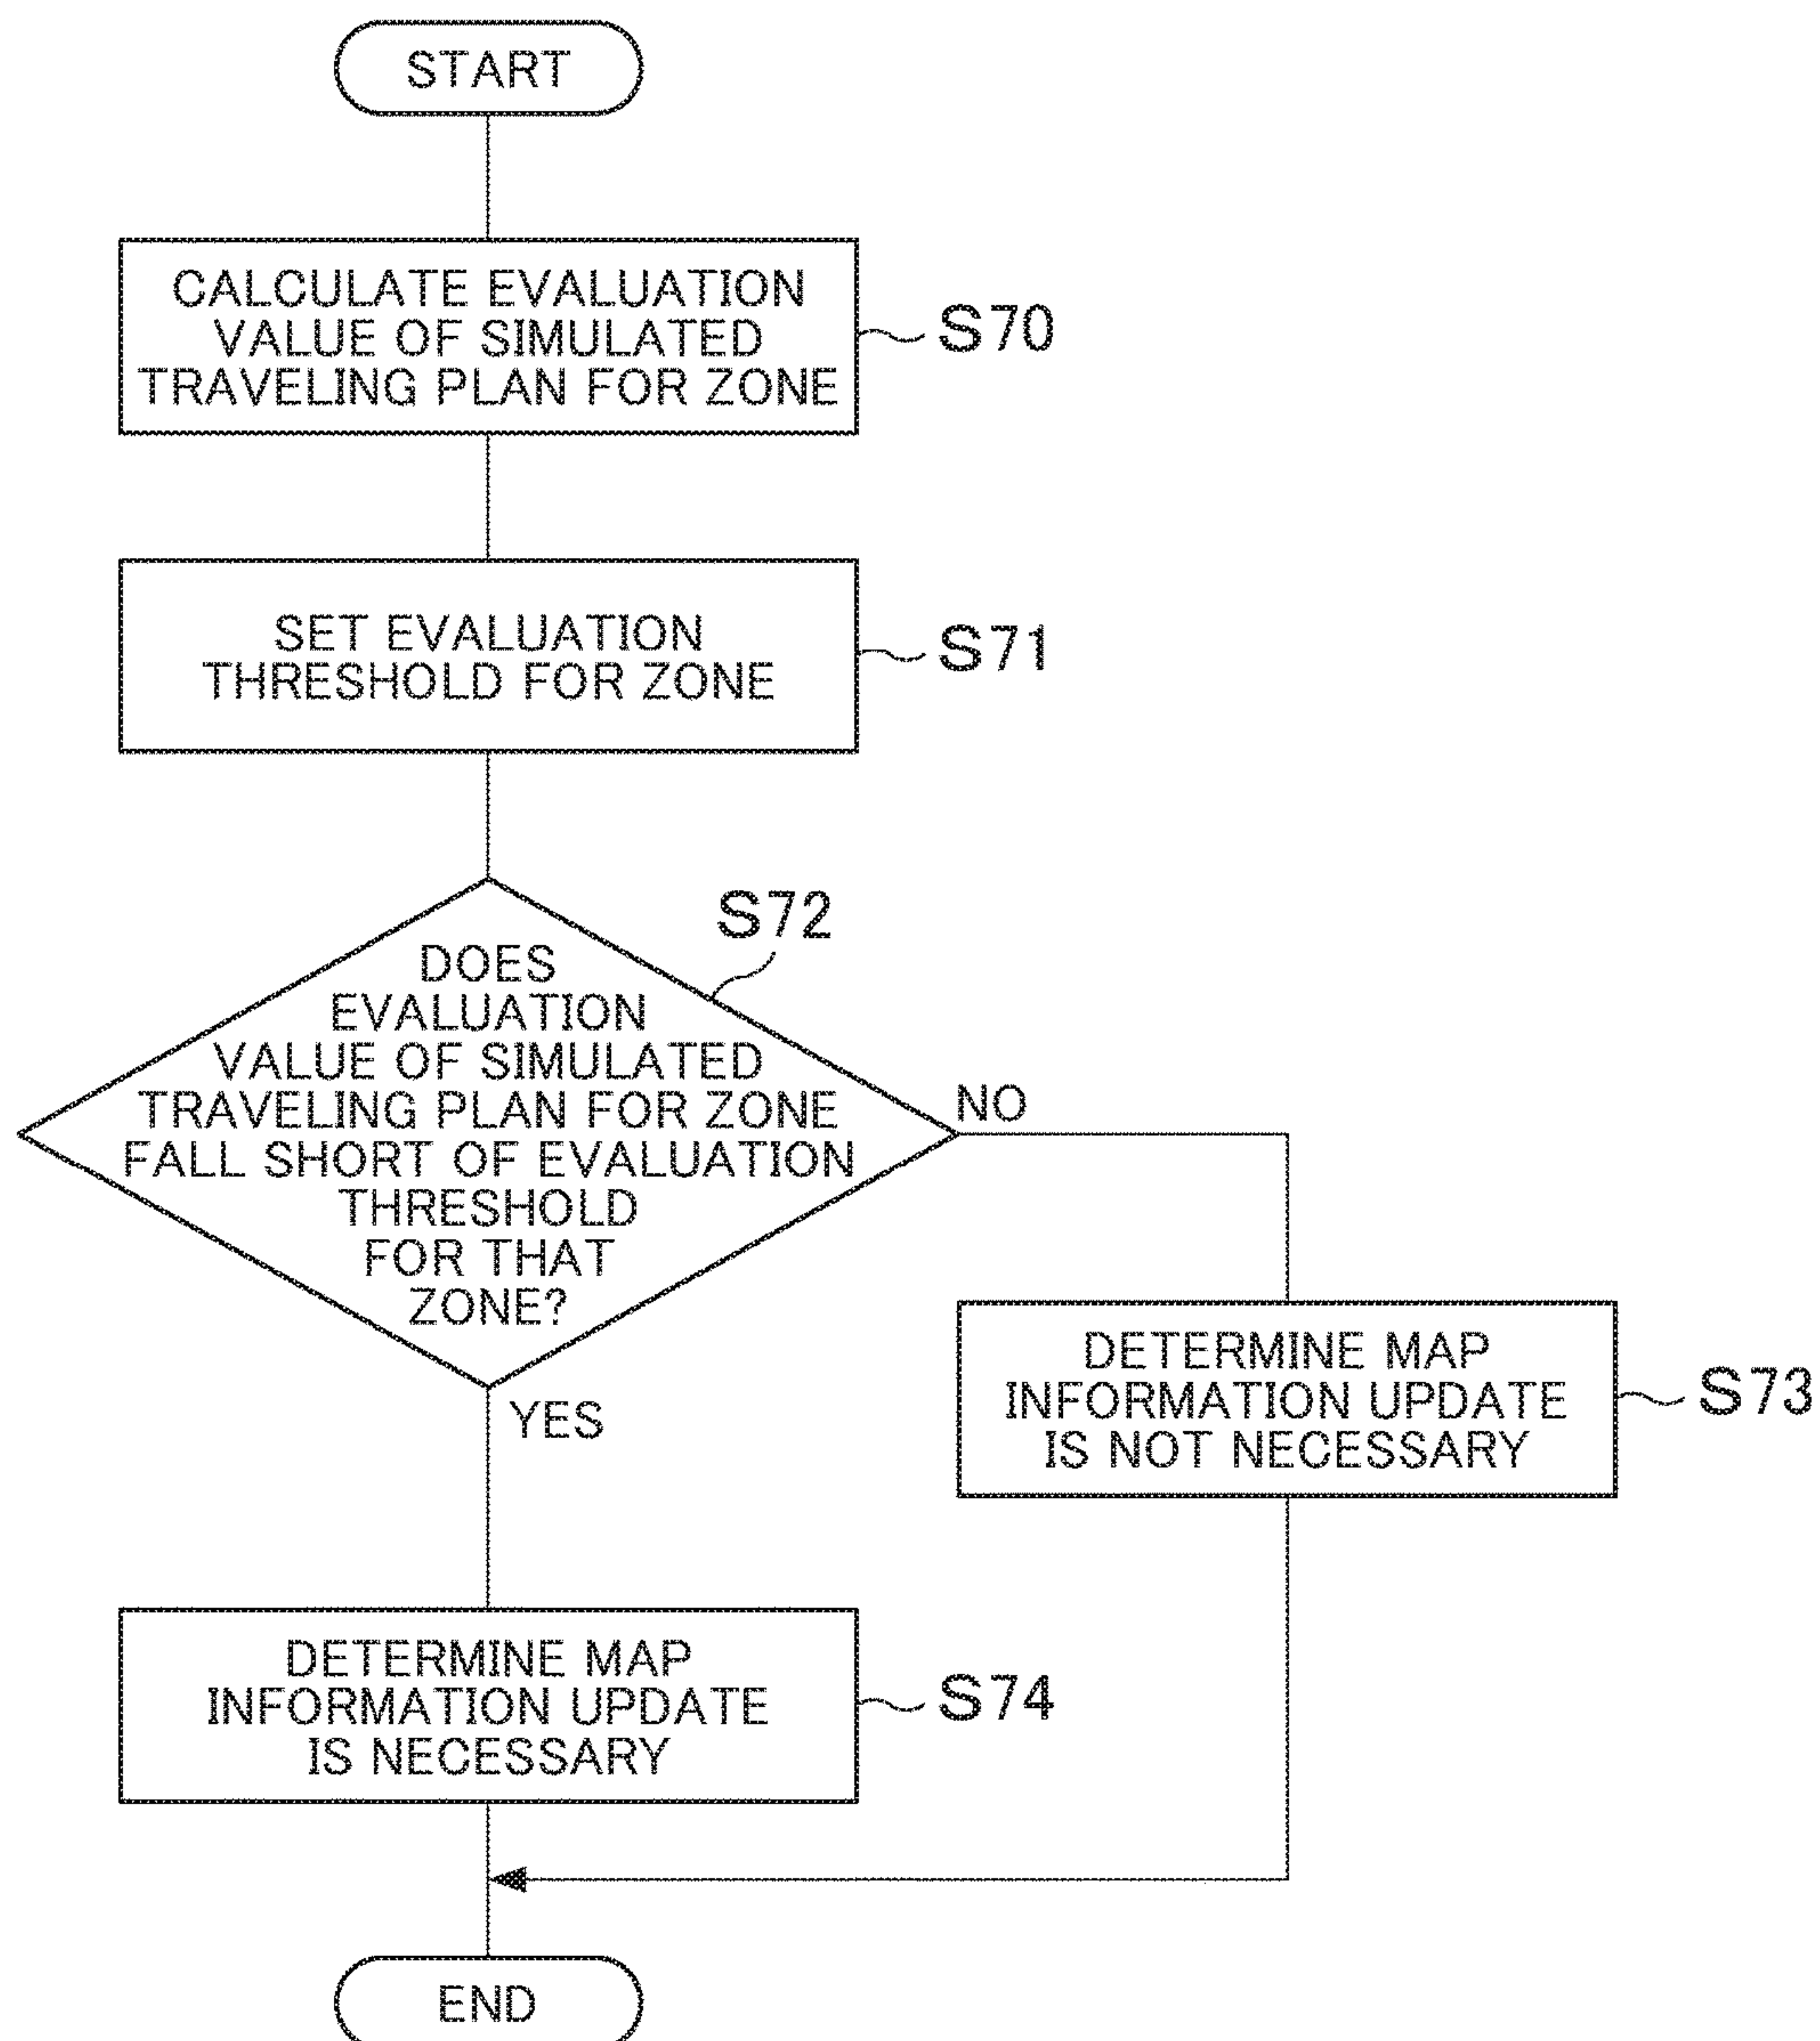 START
CALCULATE EVALUATION
VALUE OF SIMULATED
TRAVELING PLAN FOR ZONE
S70
SET EVALUATION
THRESHOLD FOR ZONE
S71
S72
DOES
EVALUATION
VALUE OF SIMULATED
TRAVELING PLAN FOR ZONE
FALL SHORT OF EVALUATION
THRESHOLD
FOR THAT
ZONE?
NO
YES
DETERMINE MAP
INFORMATION UPDATE
IS NOT NECESSARY
S73
DETERMINE MAP
INFORMATION UPDATE
IS NECESSARY
S74
END